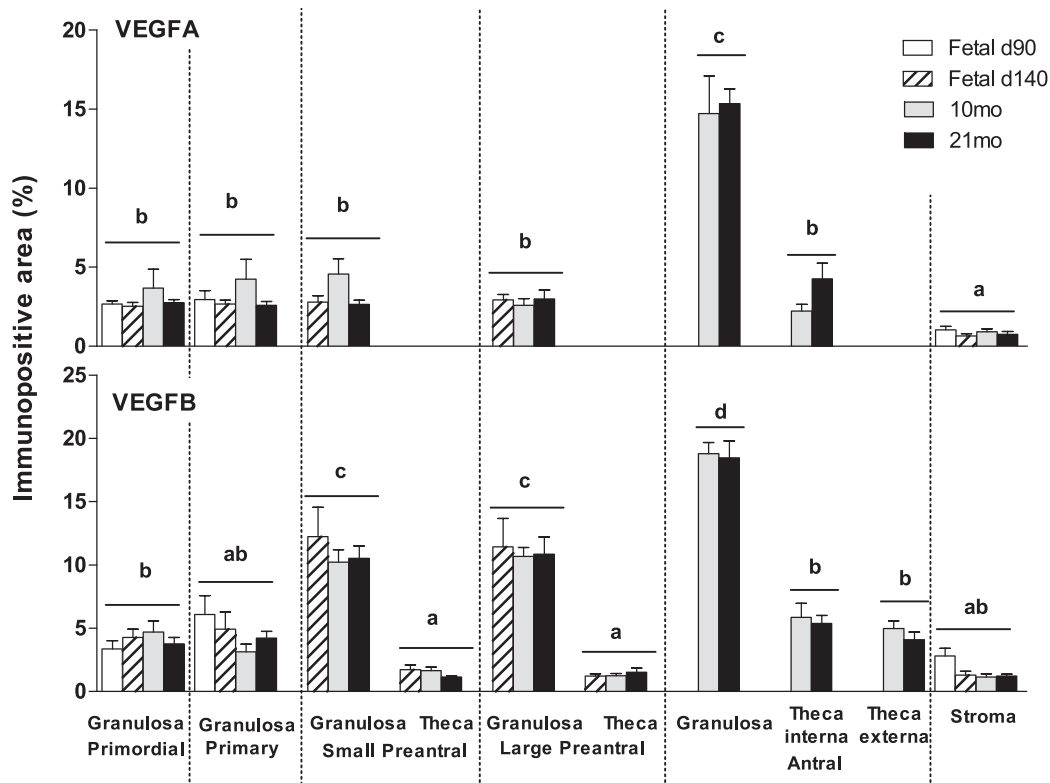 VEGFA
Fetal d90
Fetal d140
10mo
21mo
Immunopositive area (%)
20
15
10
5
0
b
b
b
b
c
b
a
VEGFB
25
20
15
10
5
0
b
ab
c
a
c
a
d
b
b
ab
Granulosa
Primordial
Granulosa
Primary
Granulosa Theca
Small Preantral
Granulosa Theca
Large Preantral
Granulosa
Theca
interna
Theca
externa
Antral
Stroma